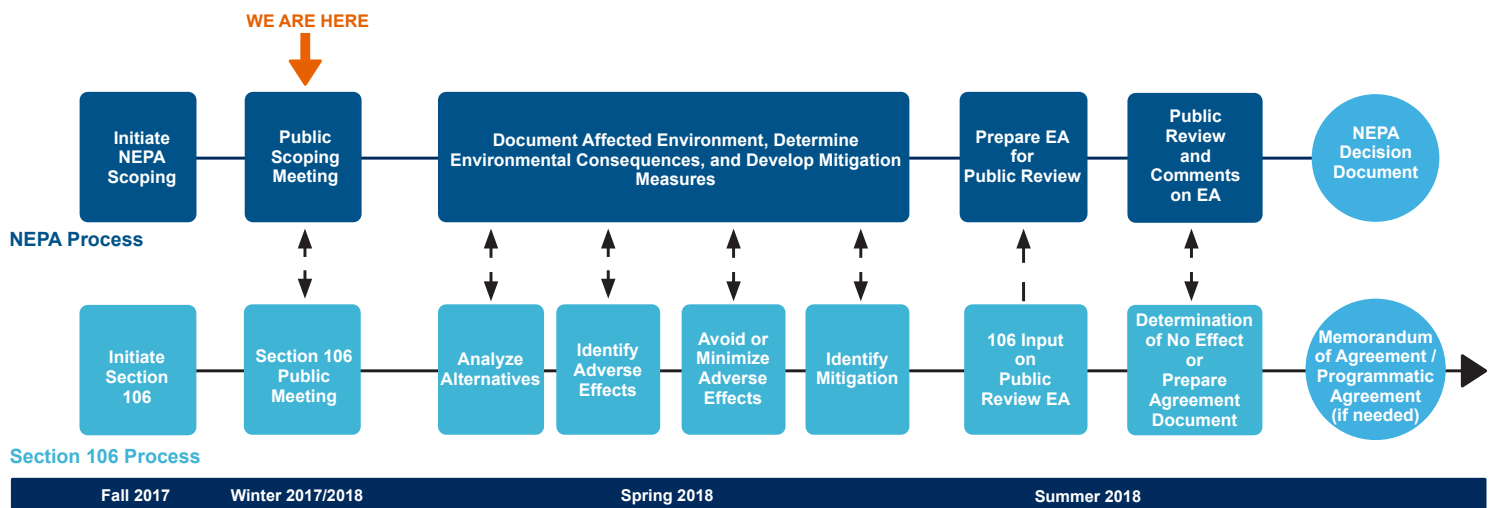 WE ARE HERE
Initiate
NEPA
Scoping
Public
Scoping
Meeting
Document Affected Environment, Determine
Environmental Consequences, and Develop Mitigation
Measures
Prepare EA
for
Public Review
Public
Review
and
Comments
on EA
NEPA
Decision
Document
NEPA Process
Initiate
Section
106
Section 106
Public
Meeting
Analyze
Alternatives
Identify
Adverse
Effects
Avoid or
Minimize
Adverse
Effects
Identify
Mitigation
106 Input
on
Public
Review EA
Determination
of No Effect
or
Prepare
Agreement
Document
Memorandum
of Agreement /
Programmatic
Agreement
(if needed)
Section 106 Process
Fall 2017
Winter 2017/2018
Spring 2018
Summer 2018